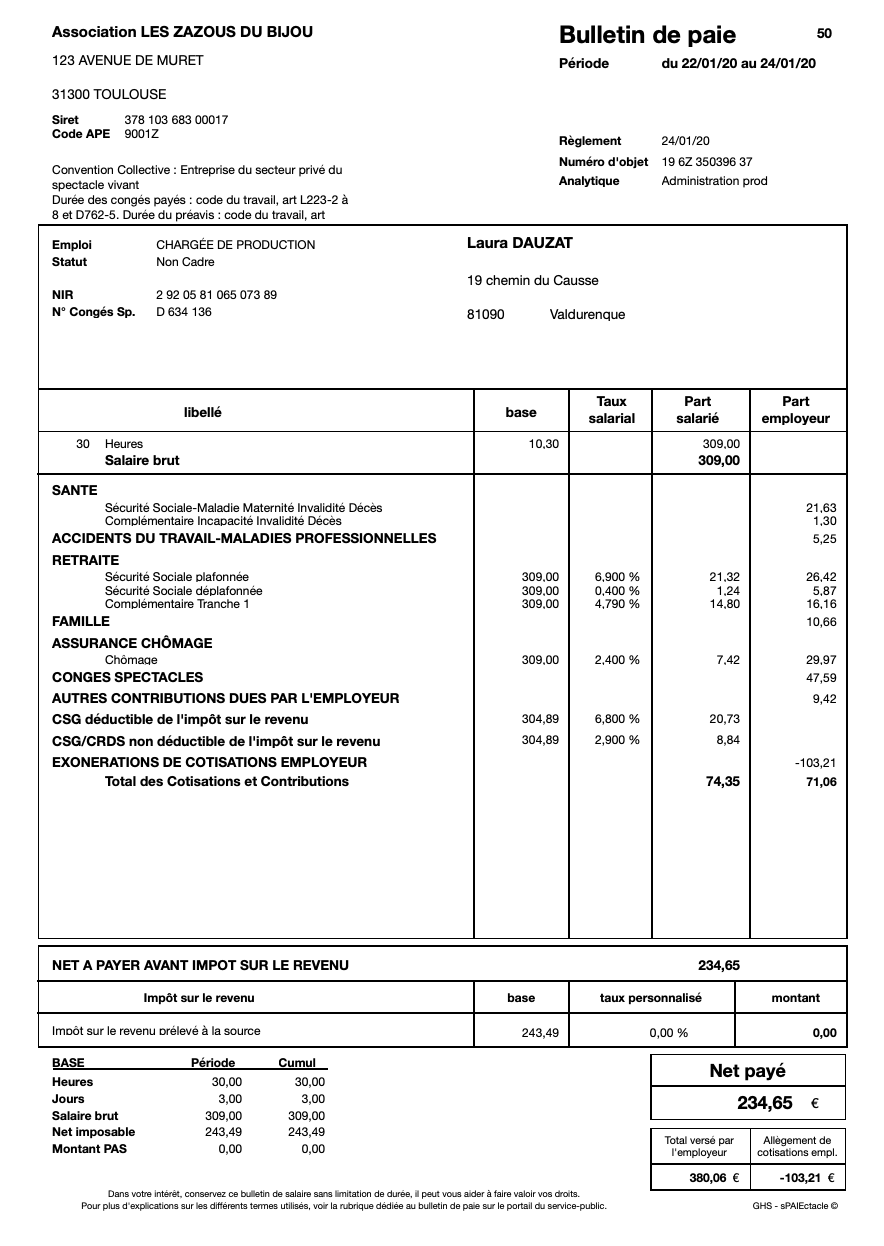 Association LES ZAZOUS DU BIJOU
123 AVENUE DE MURET
31300 TOULOUSE
Siret 378 103 683 00017
Code APE 9001Z
Convention Collective : Entreprise du secteur privé du
spectacle vivant
Durée des congés payés : code du travail, art L223-2 à
8 et D762-5. Durée du préavis : code du travail, art
Bulletin de paie 50
Période du 22/01/20 au 24/01/20
Règlement 24/01/20
Numéro d'objet 19 6Z 350396 37
Analytique Administration prod
Emploi CHARGÉE DE PRODUCTION
Statut Non Cadre
NIR 2 92 05 81 065 073 89
N° Congés Sp. D 634 136
Laura DAUZAT
19 chemin du Causse
81090 Valdurenque
libellé base Taux salarial Part salarié Part employeur
30 Heures 10,30 309,00
Salaire brut 309,00
SANTE
Sécurité Sociale-Maladie Maternité Invalidité Décès 21,63
Complémentaire Incapacité Invalidité Décès 1,30
ACCIDENTS DU TRAVAIL-MALADIES PROFESSIONNELLES 5,25
RETRAITE
Sécurité Sociale plafonnée 309,00 6,900 % 21,32 26,42
Sécurité Sociale déplafonnée 309,00 0,400 % 1,24 5,87
Complémentaire Tranche 1 309,00 4,790 % 14,80 16,16
FAMILLE 10,66
ASSURANCE CHÔMAGE
Chômage 309,00 2,400 % 7,42 29,97
CONGES SPECTACLES 47,59
AUTRES CONTRIBUTIONS DUES PAR L'EMPLOYEUR 9,42
CSG déductible de l'impôt sur le revenu 304,89 6,800 % 20,73
CSG/CRDS non déductible de l'impôt sur le revenu 304,89 2,900 % 8,84
EXONERATIONS DE COTISATIONS EMPLOYEUR -103,21
Total des Cotisations et Contributions 74,35 71,06
NET A PAYER AVANT IMPOT SUR LE REVENU 234,65
Impôt sur le revenu base taux personnalisé montant
Impôt sur le revenu prélevé à la source 243,49 0,00 % 0,00
BASE Période Cumul
Heures 30,00 30,00
Jours 3,00 3,00
Salaire brut 309,00 309,00
Net imposable 243,49 243,49
Montant PAS 0,00 0,00
Net payé
234,65 €
Total versé par l'employeur Allègement de cotisations empl.
380,06 € -103,21 €
Dans votre intérêt, conservez ce bulletin de salaire sans limitation de durée, il peut vous aider à faire valoir vos droits.
Pour plus d'explications sur les différents termes utilisés, voir la rubrique dédiée au bulletin de paie sur le portail du service-public.
GHS - sPAIEctacle ©